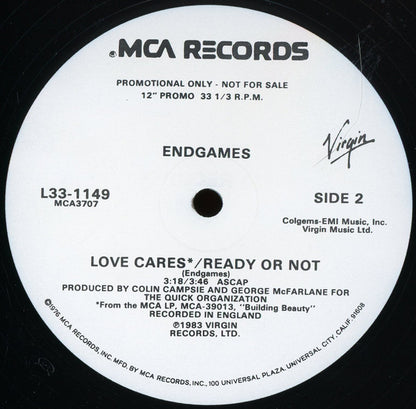 MCA RECORDS
PROMOTIONAL ONLY - NOT FOR SALE
12" PROMO 33 1/3 R.P.M.
Virgin
ENDGAMES
L33-1149
MCA3707
SIDE 2
Colgems-EMI Music, Inc.
Virgin Music Ltd.
LOVE CARES*/READY OR NOT
(Endgames)
3:18/3:46 ASCAP
PRODUCED BY COLIN CAMPSIE AND GEORGE McFARLANE FOR
THE QUICK ORGANIZATION
*From the MCA LP, MCA-39013, "Building Beauty"
RECORDED IN ENGLAND
℗1983 VIRGIN
RECORDS, LTD.
©1976 MCA RECORDS, INC. MFD. BY MCA RECORDS, INC., 100 UNIVERSAL PLAZA, UNIVERSAL CITY, CALIF. 91608